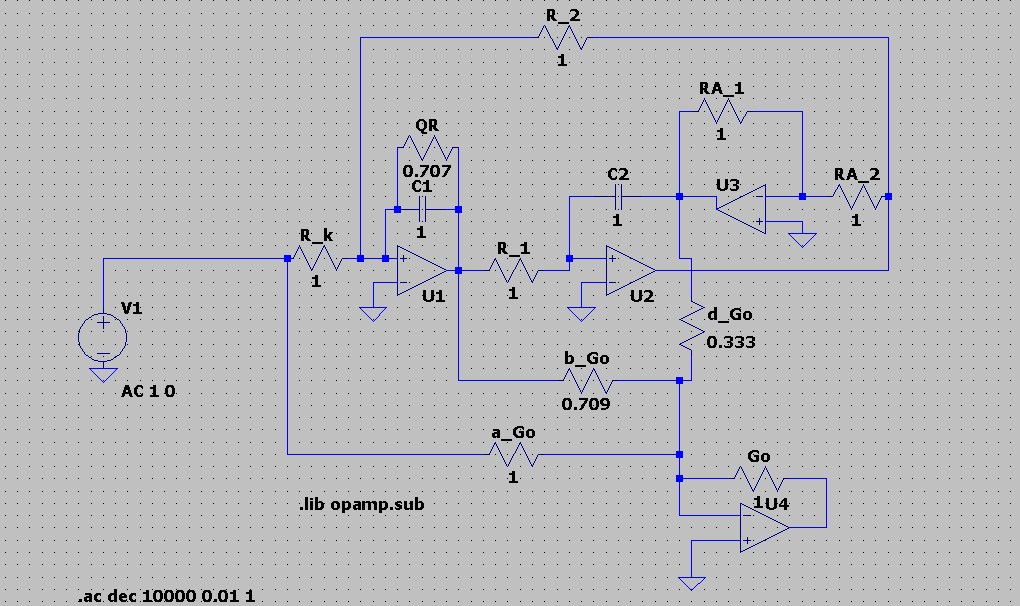 R_2
1
RA_1
1
QR
0.707
C1
1
C2
1
U3
RA_2
1
R_k
1
U1
R_1
1
U2
V1
AC 1 0
d_Go
0.333
b_Go
0.709
a_Go
1
Go
1
U4
.lib opamp.sub
.ac dec 10000 0.01 1